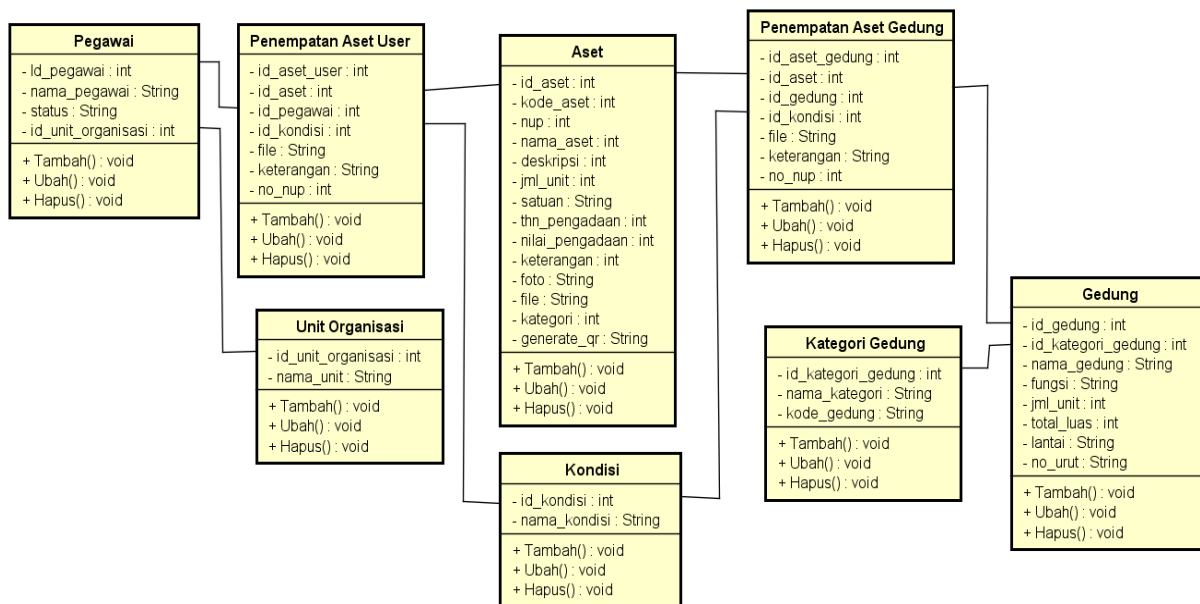 Pegawai
- Id_pegawai : int
- nama_pegawai : String
- status : String
- id_unit_organisasi : int
+ Tambah() : void
+ Ubah() : void
+ Hapus() : void
Penempatan Aset User
- id_aset_user : int
- id_aset : int
- id_pegawai : int
- id_kondisi : int
- file : String
- keterangan : String
- no_nup : int
+ Tambah() : void
+ Ubah() : void
+ Hapus() : void
Aset
- id_aset : int
- kode_aset : int
- nup : int
- nama_aset : int
- deskripsi : int
- jml_unit : int
- satuan : String
- thn_pengadaan : int
- nilai_pengadaan : int
- keterangan : int
- foto : String
- file : String
- kategori : int
- generate_qr : String
+ Tambah() : void
+ Ubah() : void
+ Hapus() : void
Penempatan Aset Gedung
- id_aset_gedung : int
- id_aset : int
- id_gedung : int
- id_kondisi : int
- file : String
- keterangan : String
- no_nup : int
+ Tambah() : void
+ Ubah() : void
+ Hapus() : void
Unit Organisasi
- id_unit_organisasi : int
- nama_unit : String
+ Tambah() : void
+ Ubah() : void
+ Hapus() : void
Kondisi
- id_kondisi : int
- nama_kondisi : String
+ Tambah() : void
+ Ubah() : void
+ Hapus() : void
Kategori Gedung
- id_kategori_gedung : int
- nama_kategori : String
- kode_gedung : String
+ Tambah() : void
+ Ubah() : void
+ Hapus() : void
Gedung
- id_gedung : int
- id_kategori_gedung : int
- nama_gedung : String
- fungsi : String
- jml_unit : int
- total_luas : int
- lantai : String
- no_urut : String
+ Tambah() : void
+ Ubah() : void
+ Hapus() : void